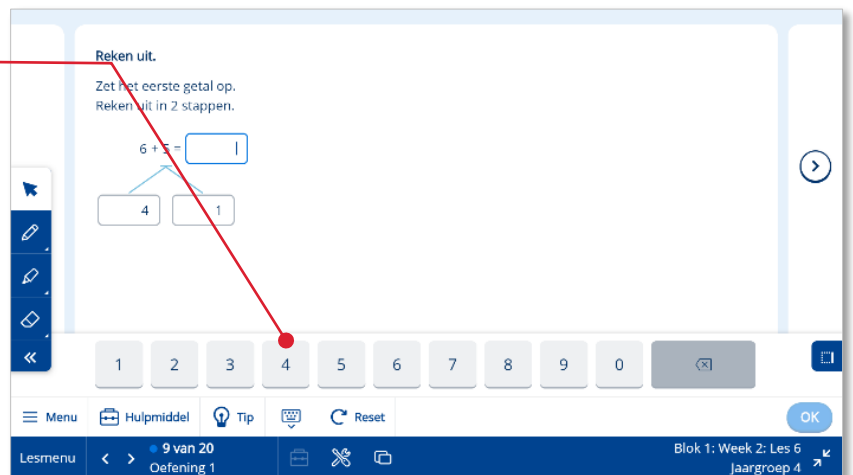 Reken uit.
Zet het eerste getal op.
Reken uit in 2 stappen.
6 + 5 =
4 1
1 2 3 4 5 6 7 8 9 0
Menu Hulpmiddel Tip Reset OK
Lesmenu 9 van 20 Blok 1: Week 2: Les 6
Oefening 1 Jaargroep 4